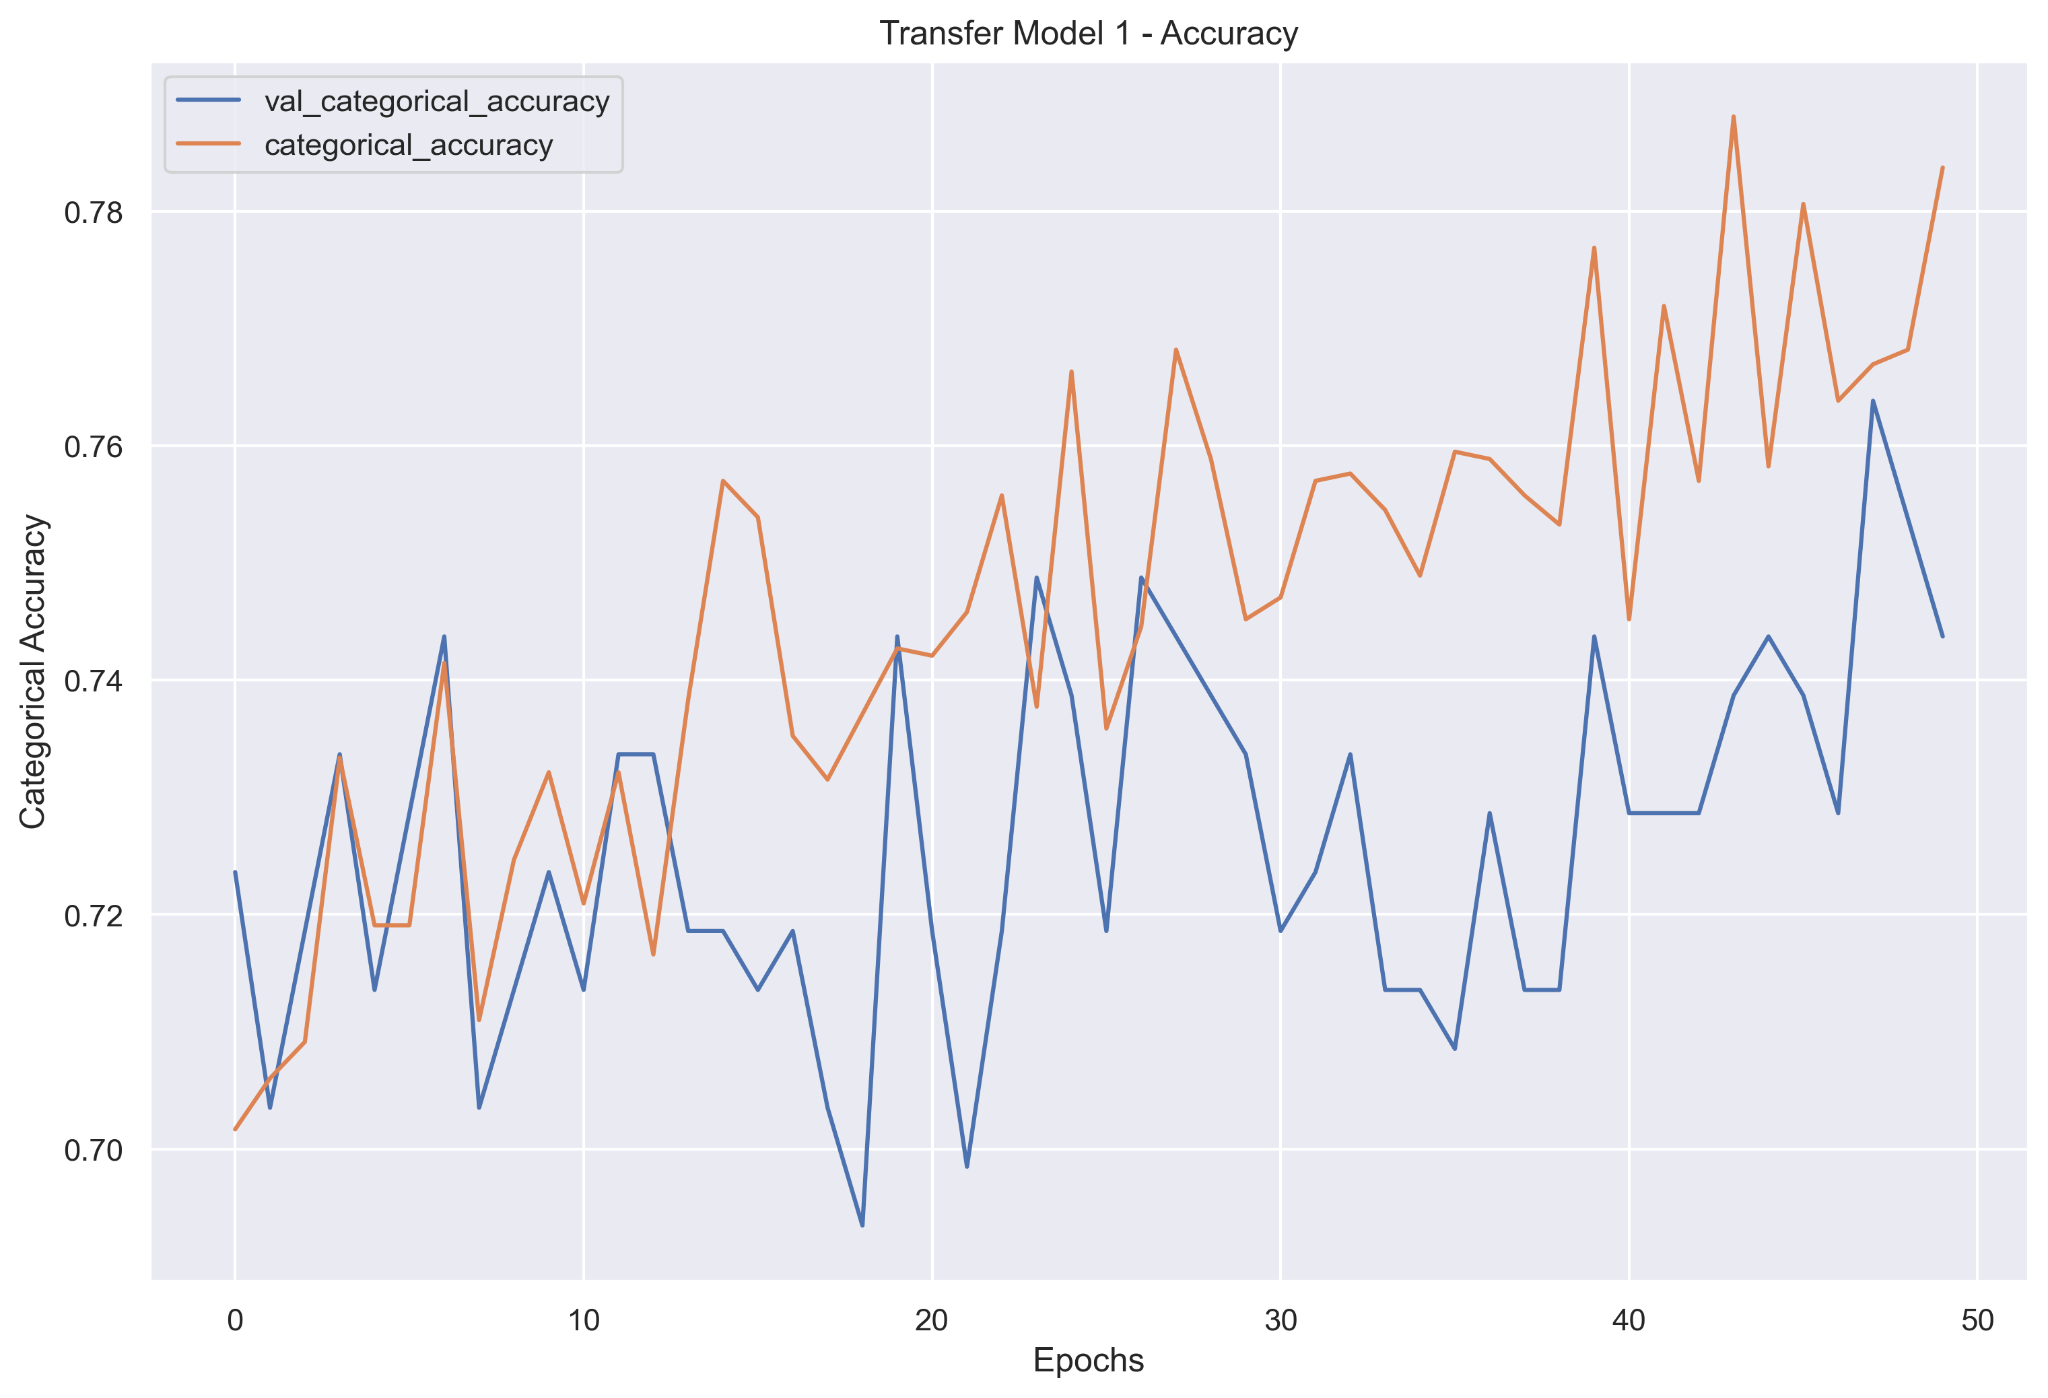 Transfer Model 1 - Accuracy
val_categorical_accuracy
categorical_accuracy
Categorical Accuracy
0.78
0.76
0.74
0.72
0.70
0 10 20 30 40 50
Epochs